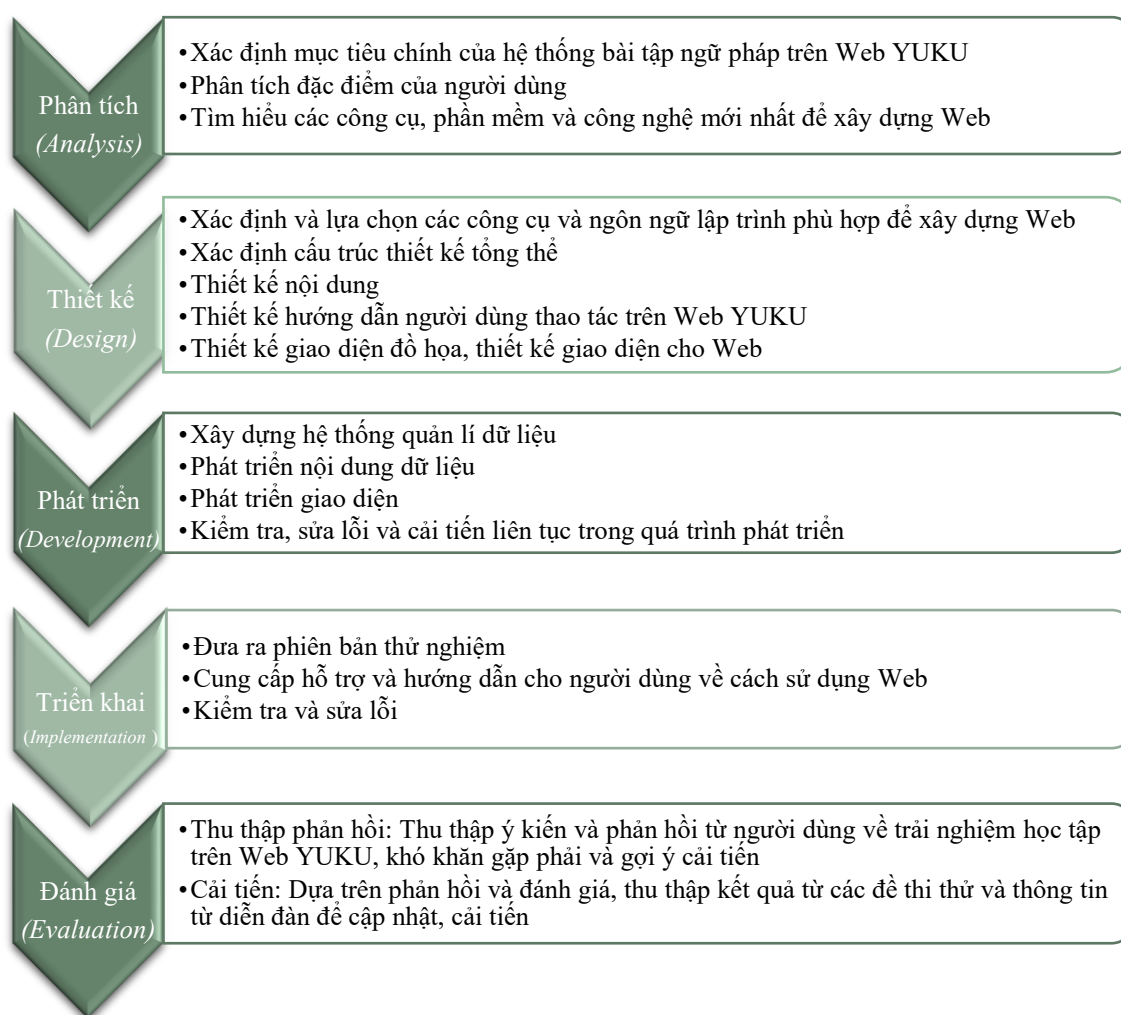 Phân tích
(Analysis)
•Xác định mục tiêu chính của hệ thống bài tập ngữ pháp trên Web YUKU
•Phân tích đặc điểm của người dùng
•Tìm hiểu các công cụ, phần mềm và công nghệ mới nhất để xây dựng Web
Thiết kế
(Design)
•Xác định và lựa chọn các công cụ và ngôn ngữ lập trình phù hợp để xây dựng Web
•Xác định cấu trúc thiết kế tổng thể
•Thiết kế nội dung
•Thiết kế hướng dẫn người dùng thao tác trên Web YUKU
•Thiết kế giao diện đồ họa, thiết kế giao diện cho Web
Phát triển
(Development)
•Xây dựng hệ thống quản lí dữ liệu
•Phát triển nội dung dữ liệu
•Phát triển giao diện
•Kiểm tra, sửa lỗi và cải tiến liên tục trong quá trình phát triển
Triển khai
(Implementation )
•Đưa ra phiên bản thử nghiệm
•Cung cấp hỗ trợ và hướng dẫn cho người dùng về cách sử dụng Web
•Kiểm tra và sửa lỗi
Đánh giá
(Evaluation)
•Thu thập phản hồi: Thu thập ý kiến và phản hồi từ người dùng về trải nghiệm học tập
trên Web YUKU, khó khăn gặp phải và gợi ý cải tiến
•Cải tiến: Dựa trên phản hồi và đánh giá, thu thập kết quả từ các đề thi thử và thông tin
từ diễn đàn để cập nhật, cải tiến